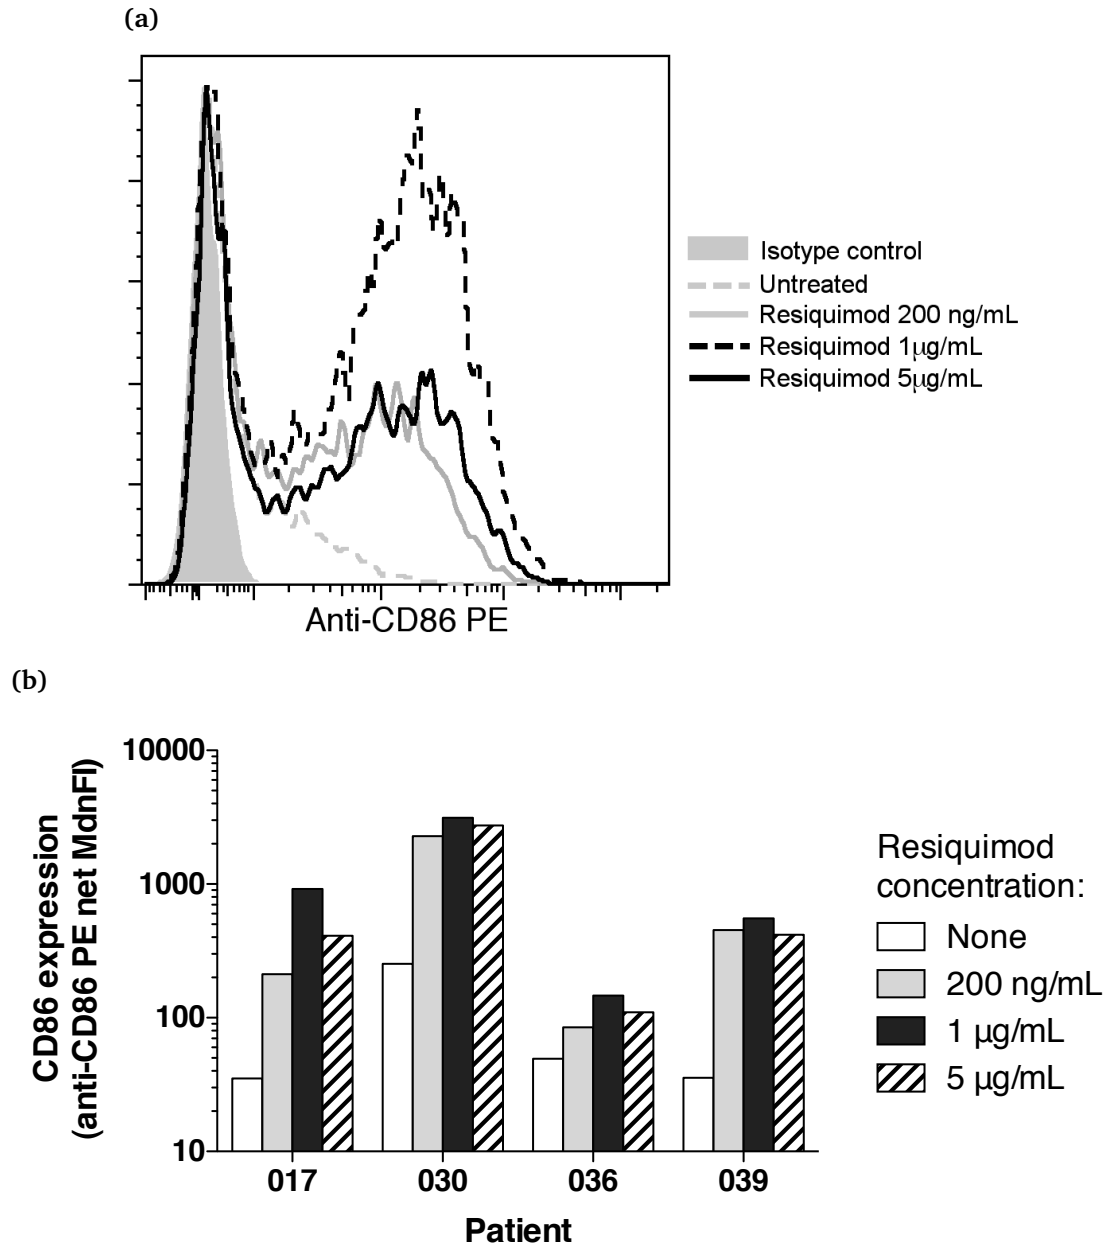 (a)
Isotype control
Untreated
Resiquimod 200 ng/mL
Resiquimod 1μg/mL
Resiquimod 5μg/mL
Anti-CD86 PE
(b)
10000
1000
100
10
CD86 expression
(anti-CD86 PE net MdnFI)
017 030 036 039
Patient
Resiquimod
concentration:
None
200 ng/mL
1 μg/mL
5 μg/mL